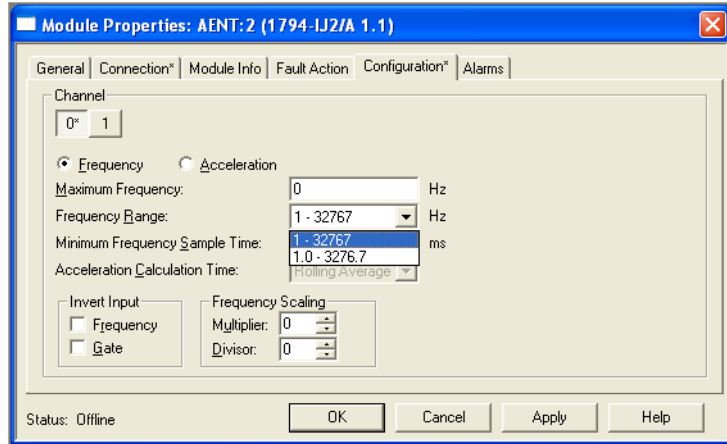 Module Properties: AENT:2 (1794-IJ2/A 1.1)
General Connection* Module Info Fault Action Configuration* Alarms
Channel
0* 1
Frequency Acceleration
Maximum Frequency: 0 Hz
Frequency Range: 1 - 32767 Hz
1 - 32767
Minimum Frequency Sample Time: ms
1.0 - 3276.7
Acceleration Calculation Time: Rolling Average
Invert Input Frequency Scaling
Frequency Multiplier: 0
Gate Divisor: 0
Status: Offline OK Cancel Apply Help